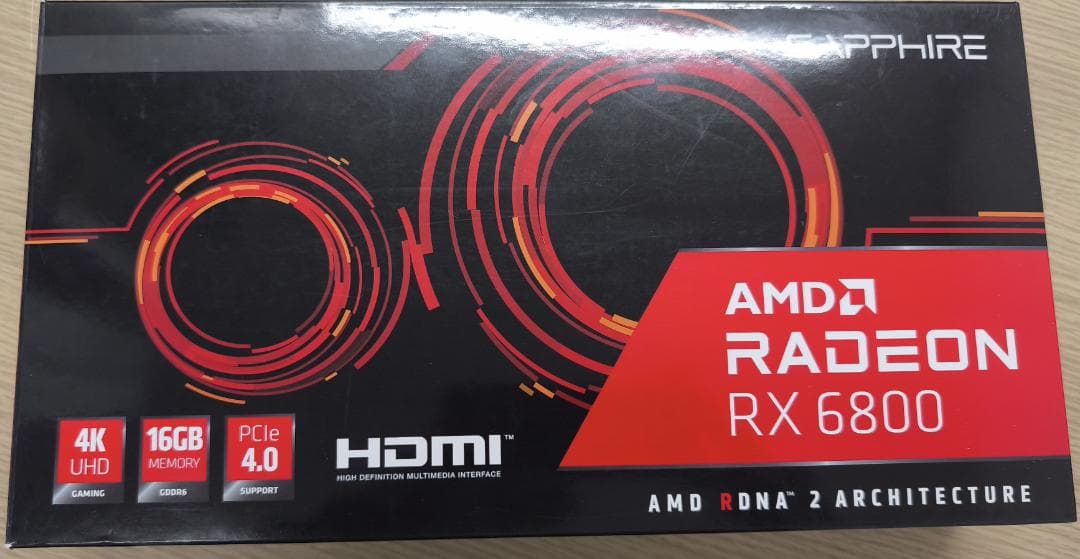 SAPPHIRE
AMD
RADEON
RX 6800
4K
UHD
GAMING
16GB
MEMORY
GDDR6
PCIe
4.0
SUPPORT
HDMI™
HIGH DEFINITION MULTIMEDIA INTERFACE
AMD RDNA™ 2 ARCHITECTURE